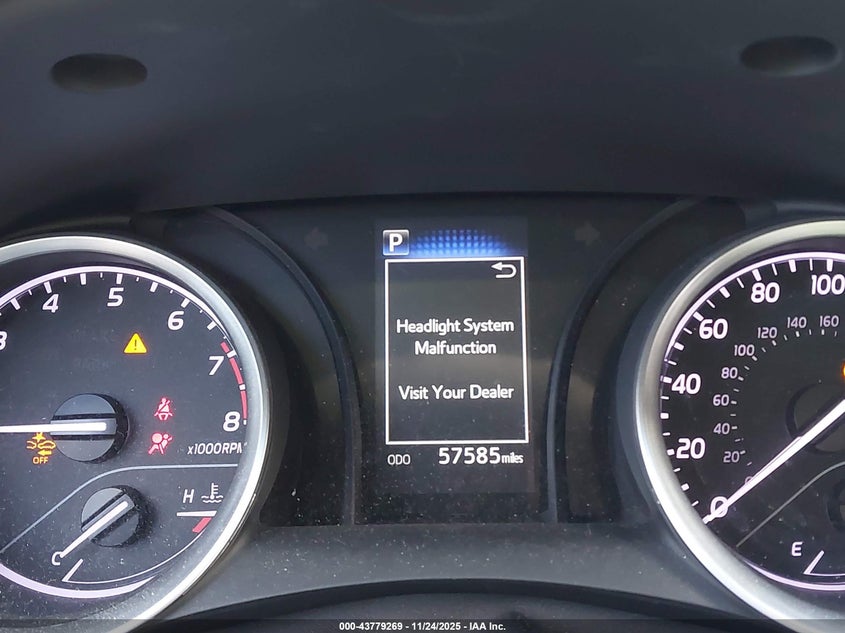 P
Headlight System
Malfunction
Visit Your Dealer
ODO 57585 miles
3 4 5 6 7 8
x1000RPM
OFF
H
C
0 20 40 60 80 100
20 40 60 80 100 120 140 160
E
000-43779269 - 11/24/2025 - IAA Inc.